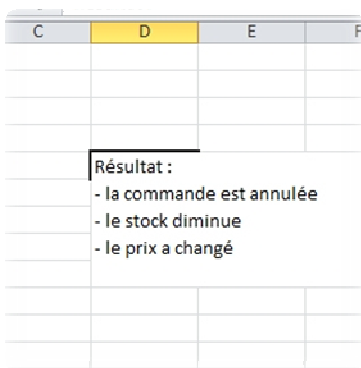 C D E F
Résultat :
- la commande est annulée
- le stock diminue
- le prix a changé